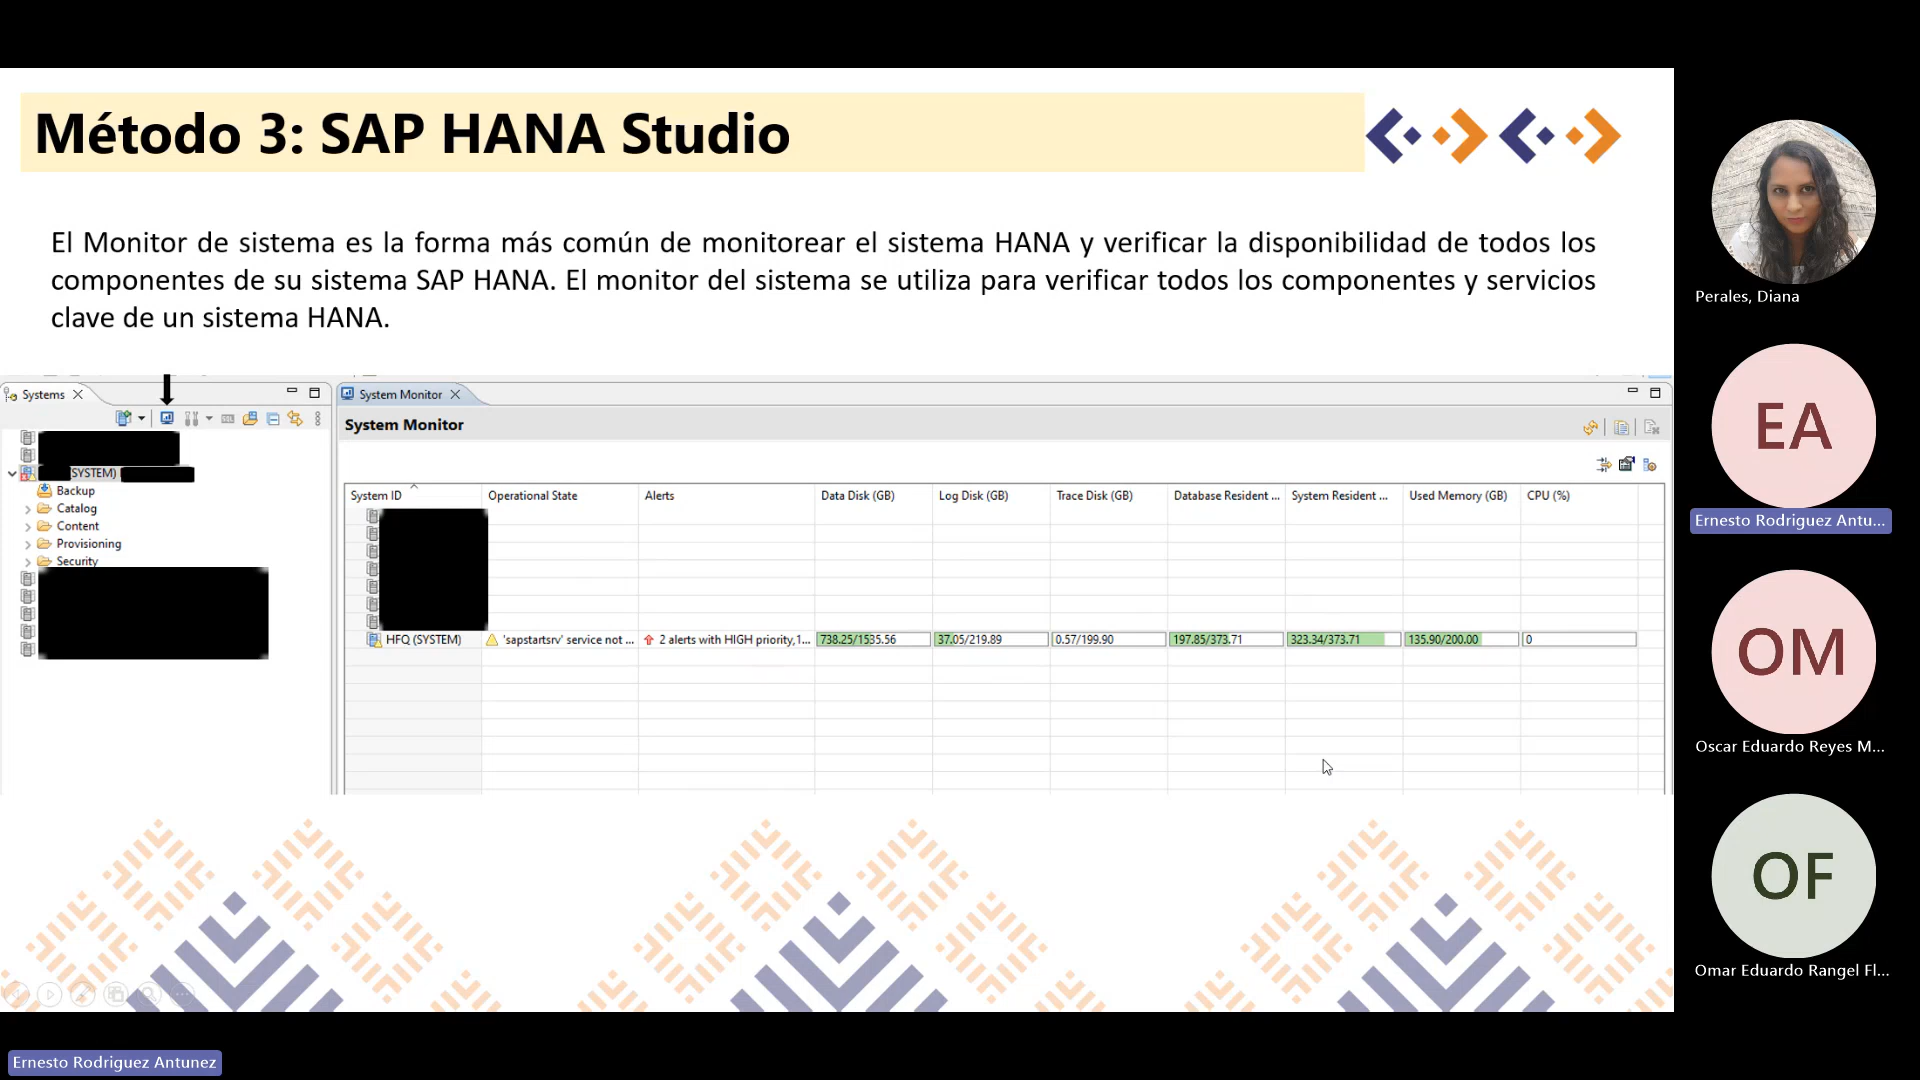 Método 3: SAP HANA Studio
El Monitor de sistema es la forma más común de monitorear el sistema HANA y verificar la disponibilidad de todos los
componentes de su sistema SAP HANA. El monitor del sistema se utiliza para verificar todos los componentes y servicios
clave de un sistema HANA.
Systems
SYSTEM)
Backup
Catalog
Content
Provisioning
Security
System Monitor
System Monitor
System ID Operational State Alerts Data Disk (GB) Log Disk (GB) Trace Disk (GB) Database Resident ... System Resident ... Used Memory (GB) CPU (%)
HFQ (SYSTEM) 'sapstartsrv' service not ... 2 alerts with HIGH priority,1... 738.25/1535.56 37.05/219.89 0.57/199.90 197.85/373.71 323.34/373.71 135.90/200.00 0
Perales, Diana
EA
Ernesto Rodriguez Antu...
OM
Oscar Eduardo Reyes M...
OF
Omar Eduardo Rangel Fl...
Ernesto Rodriguez Antunez